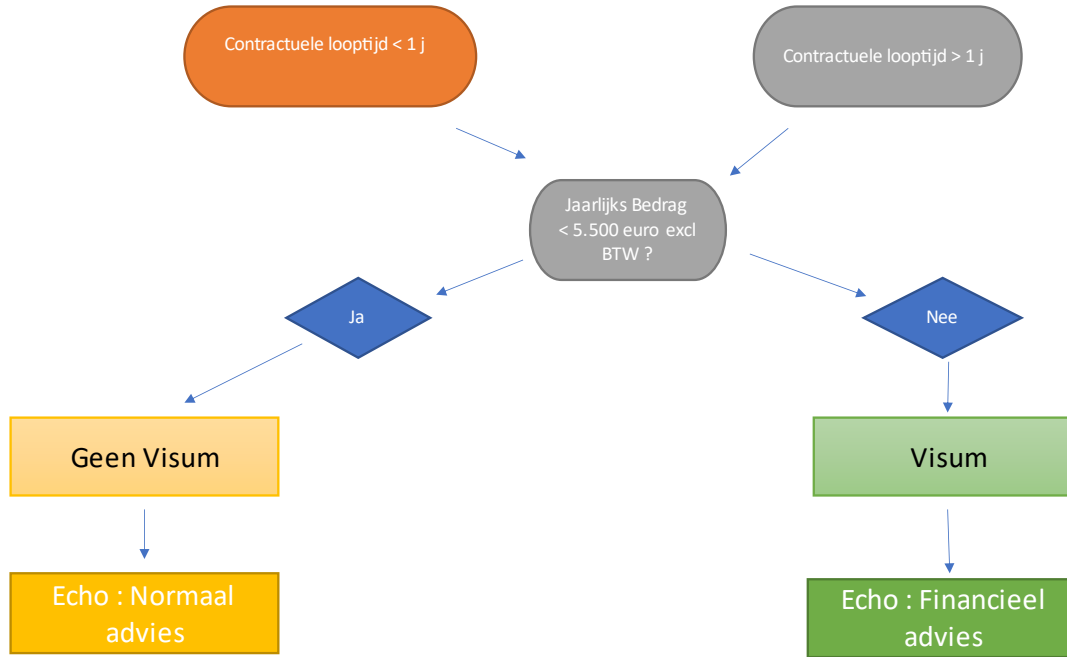 Contractuele looptijd < 1 j
Contractuele looptijd > 1 j
Jaarlijks Bedrag
< 5.500 euro excl
BTW ?
Ja
Nee
Geen Visum
Visum
Echo : Normaal
advies
Echo : Financieel
advies